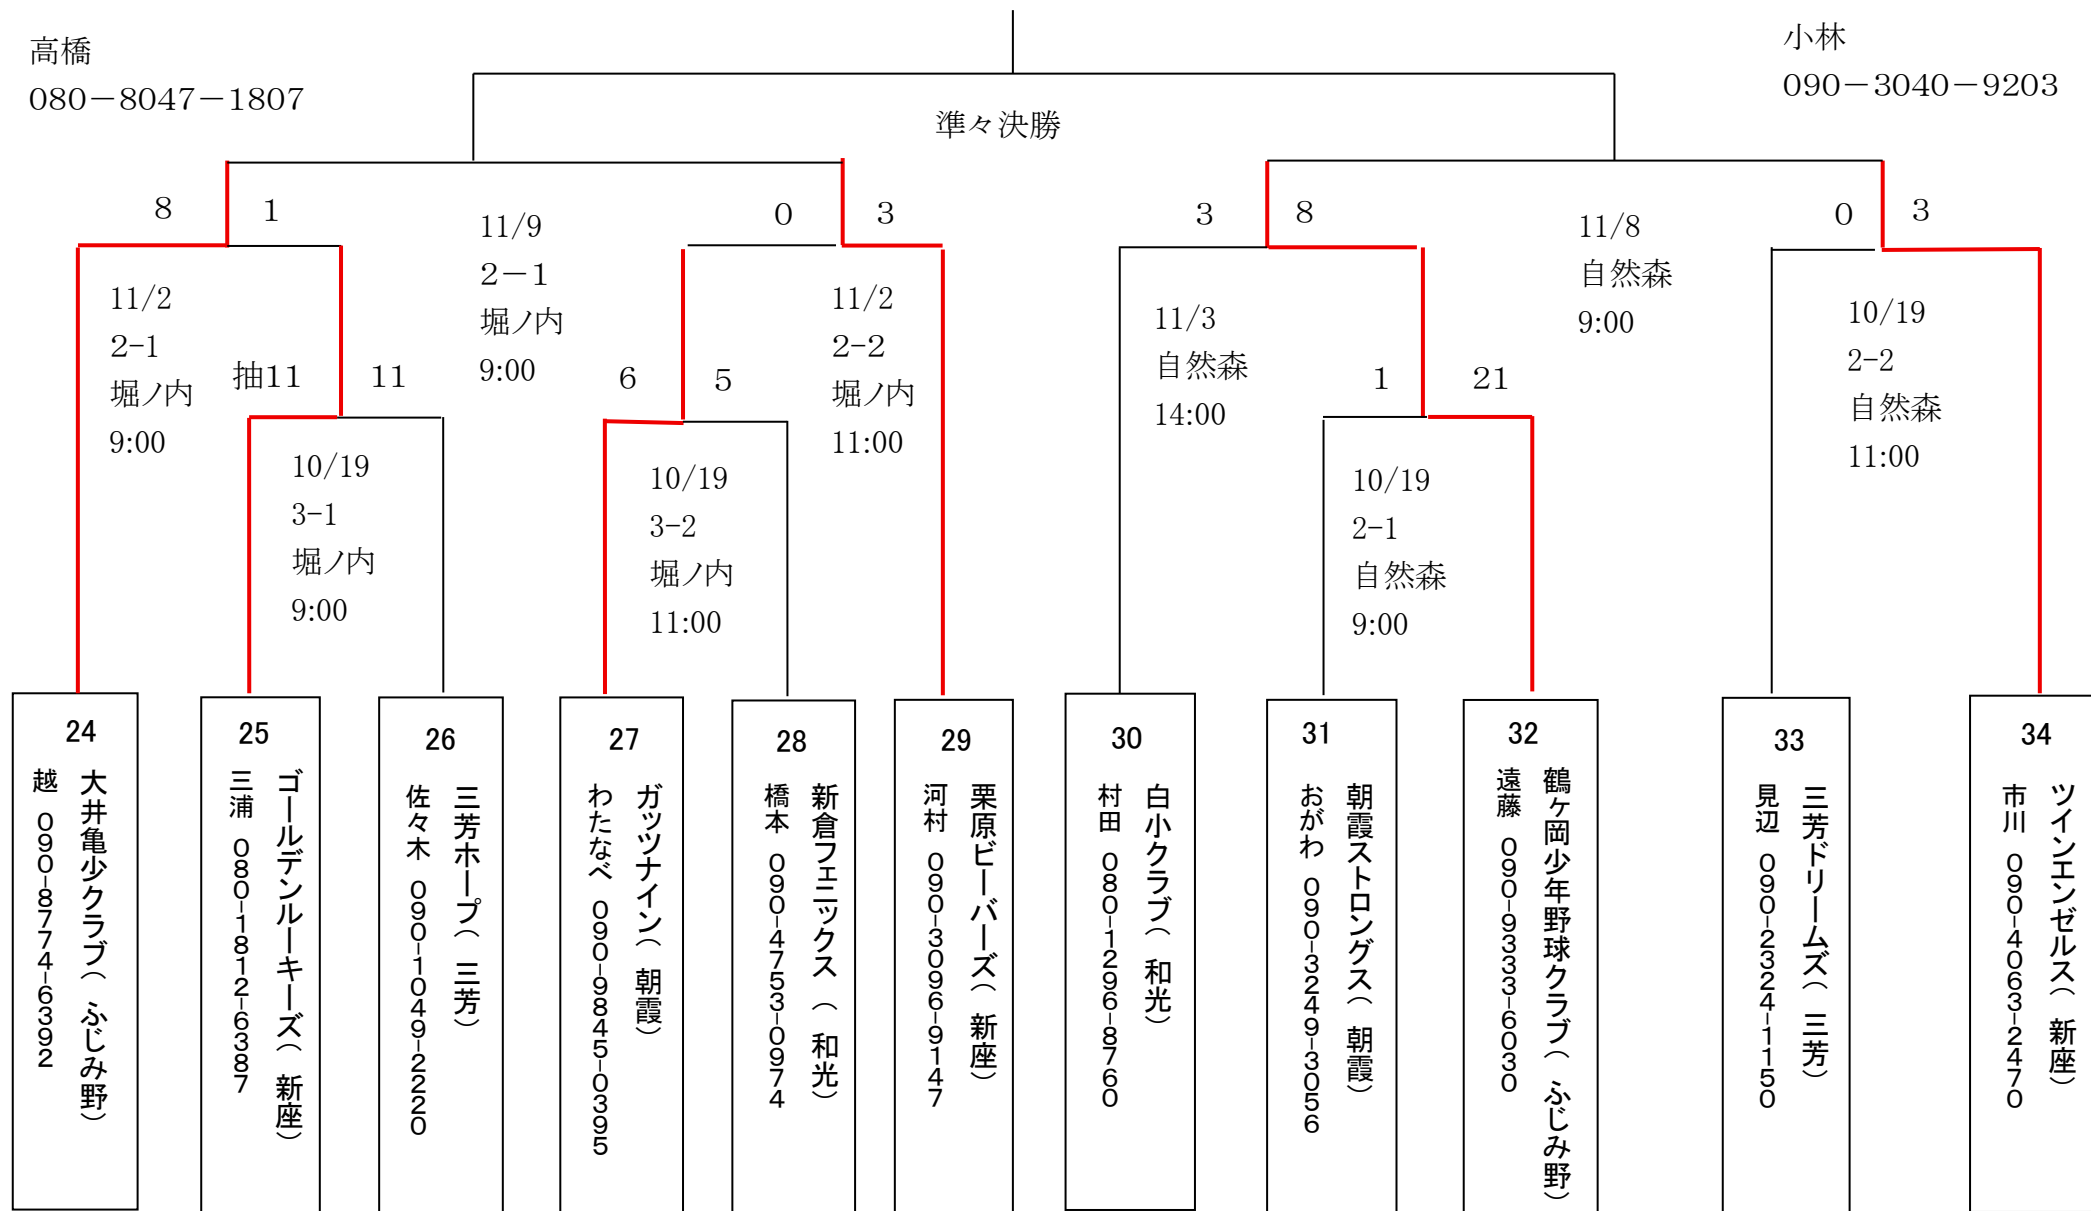 高橋
080－8047－1807
小林
090－3040－9203
準々決勝
8 1
0 3
3 8
0 3
11/9
2－1
堀ノ内
9:00
11/8
自然森
9:00
11/2
2-1
堀ノ内
9:00
11/2
2-2
堀ノ内
11:00
11/3
自然森
14:00
10/19
2-2
自然森
11:00
抽11 11
6 5
1 21
10/19
3-1
堀ノ内
9:00
10/19
3-2
堀ノ内
11:00
10/19
2-1
自然森
9:00
24
大井亀少クラブ（ ふじみ野）
越 090-8774-6392
25
ゴールデンルーキーズ（ 新座）
三浦 080-1812-6387
26
三芳ホープ（ 三芳）
佐々木 090-1049-2220
27
ガッツナイン（ 朝霞）
わたなべ 090-9845-0395
28
新倉フェニックス （ 和光）
橋本 090-4753-0974
29
栗原ビーバーズ（ 新座）
河村 090-3096-9147
30
白小クラブ（ 和光）
村田 080-1296-8760
31
朝霞ストロングス（ 朝霞）
おがわ 090-3249-3056
32
鶴ヶ岡少年野球クラブ（ ふじみ野）
遠藤 090-9333-6030
33
三芳ドリームズ（ 三芳）
見辺 090-2324-1150
34
ツインエンゼルス（ 新座）
市川 090-4063-2470